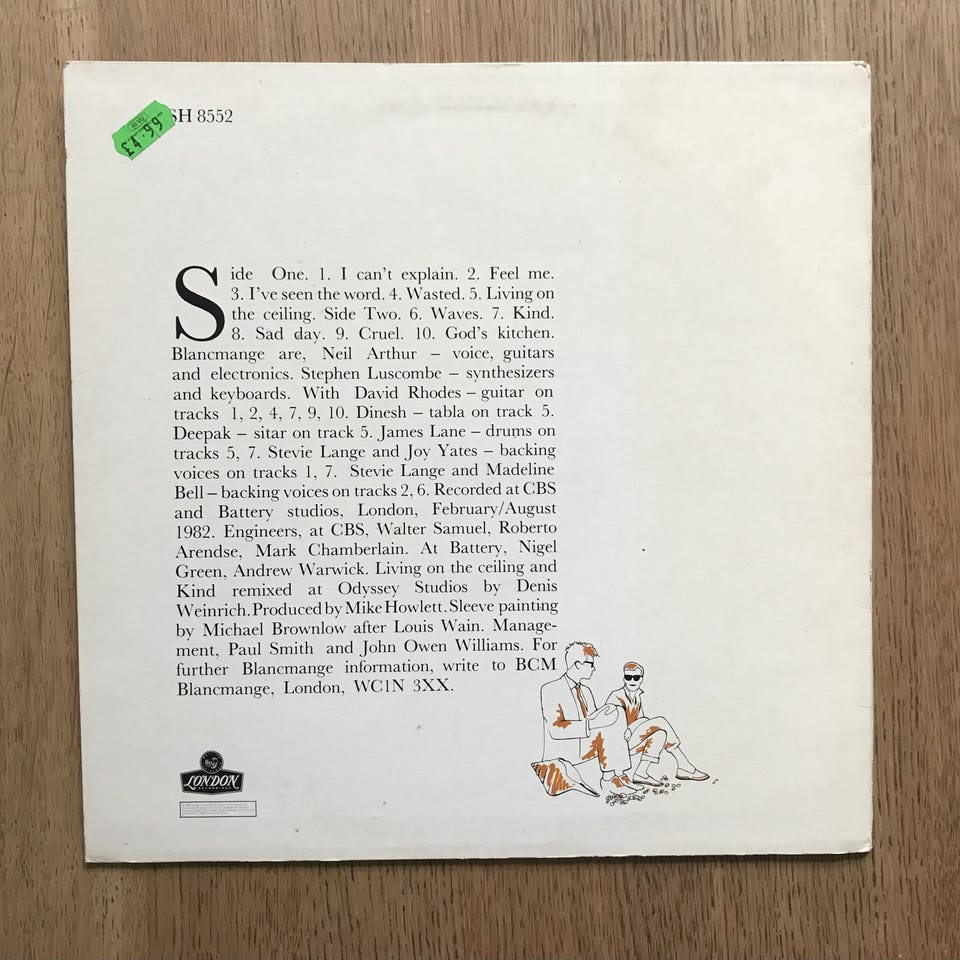 SH 8552
£4.99
Side One. 1. I can't explain. 2. Feel me.
3. I've seen the word. 4. Wasted. 5. Living on
the ceiling. Side Two. 6. Waves. 7. Kind.
8. Sad day. 9. Cruel. 10. God's kitchen.
Blancmange are, Neil Arthur – voice, guitars
and electronics. Stephen Luscombe – synthesizers
and keyboards. With David Rhodes – guitar on
tracks 1, 2, 4, 7, 9, 10. Dinesh – tabla on track 5.
Deepak – sitar on track 5. James Lane – drums on
tracks 5, 7. Stevie Lange and Joy Yates – backing
voices on tracks 1, 7. Stevie Lange and Madeline
Bell – backing voices on tracks 2, 6. Recorded at CBS
and Battery studios, London, February/August
1982. Engineers, at CBS, Walter Samuel, Roberto
Arendse, Mark Chamberlain. At Battery, Nigel
Green, Andrew Warwick. Living on the ceiling and
Kind remixed at Odyssey Studios by Denis
Weinrich. Produced by Mike Howlett. Sleeve painting
by Michael Brownlow after Louis Wain. Manage-
ment, Paul Smith and John Owen Williams. For
further Blancmange information, write to BCM
Blancmange, London, WC1N 3XX.
LONDON
RECORDINGS